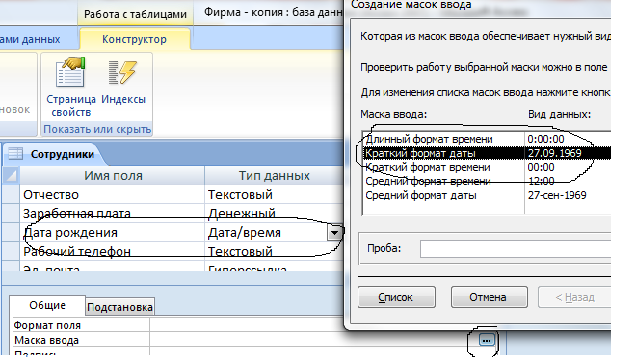 Работа с таблицами
Фирма - копия : база данн
ами данных
Конструктор
нозок
Страница свойств
Индексы
Показать или скрыть
Сотрудники
Имя поля
Тип данных
Отчество
Текстовый
Заработная плата
Денежный
Дата рождения
Дата/время
Рабочий телефон
Текстовый
Эл. почта
Гиперссылка
Общие
Подстановка
Формат поля
Маска ввода
Подпись
Создание масок ввода
Которая из масок ввода обеспечивает нужный вид
Проверить работу выбранной маски можно в поле
Для изменения списка масок ввода нажмите кнопк
Маска ввода:
Вид данных:
Длинный формат времени
0:00:00
Краткий формат даты
27.09.1969
Краткий формат времени
00:00
Средний формат времени
12:00
Средний формат даты
27-сен-1969
Проба:
Список
Отмена
< Назад